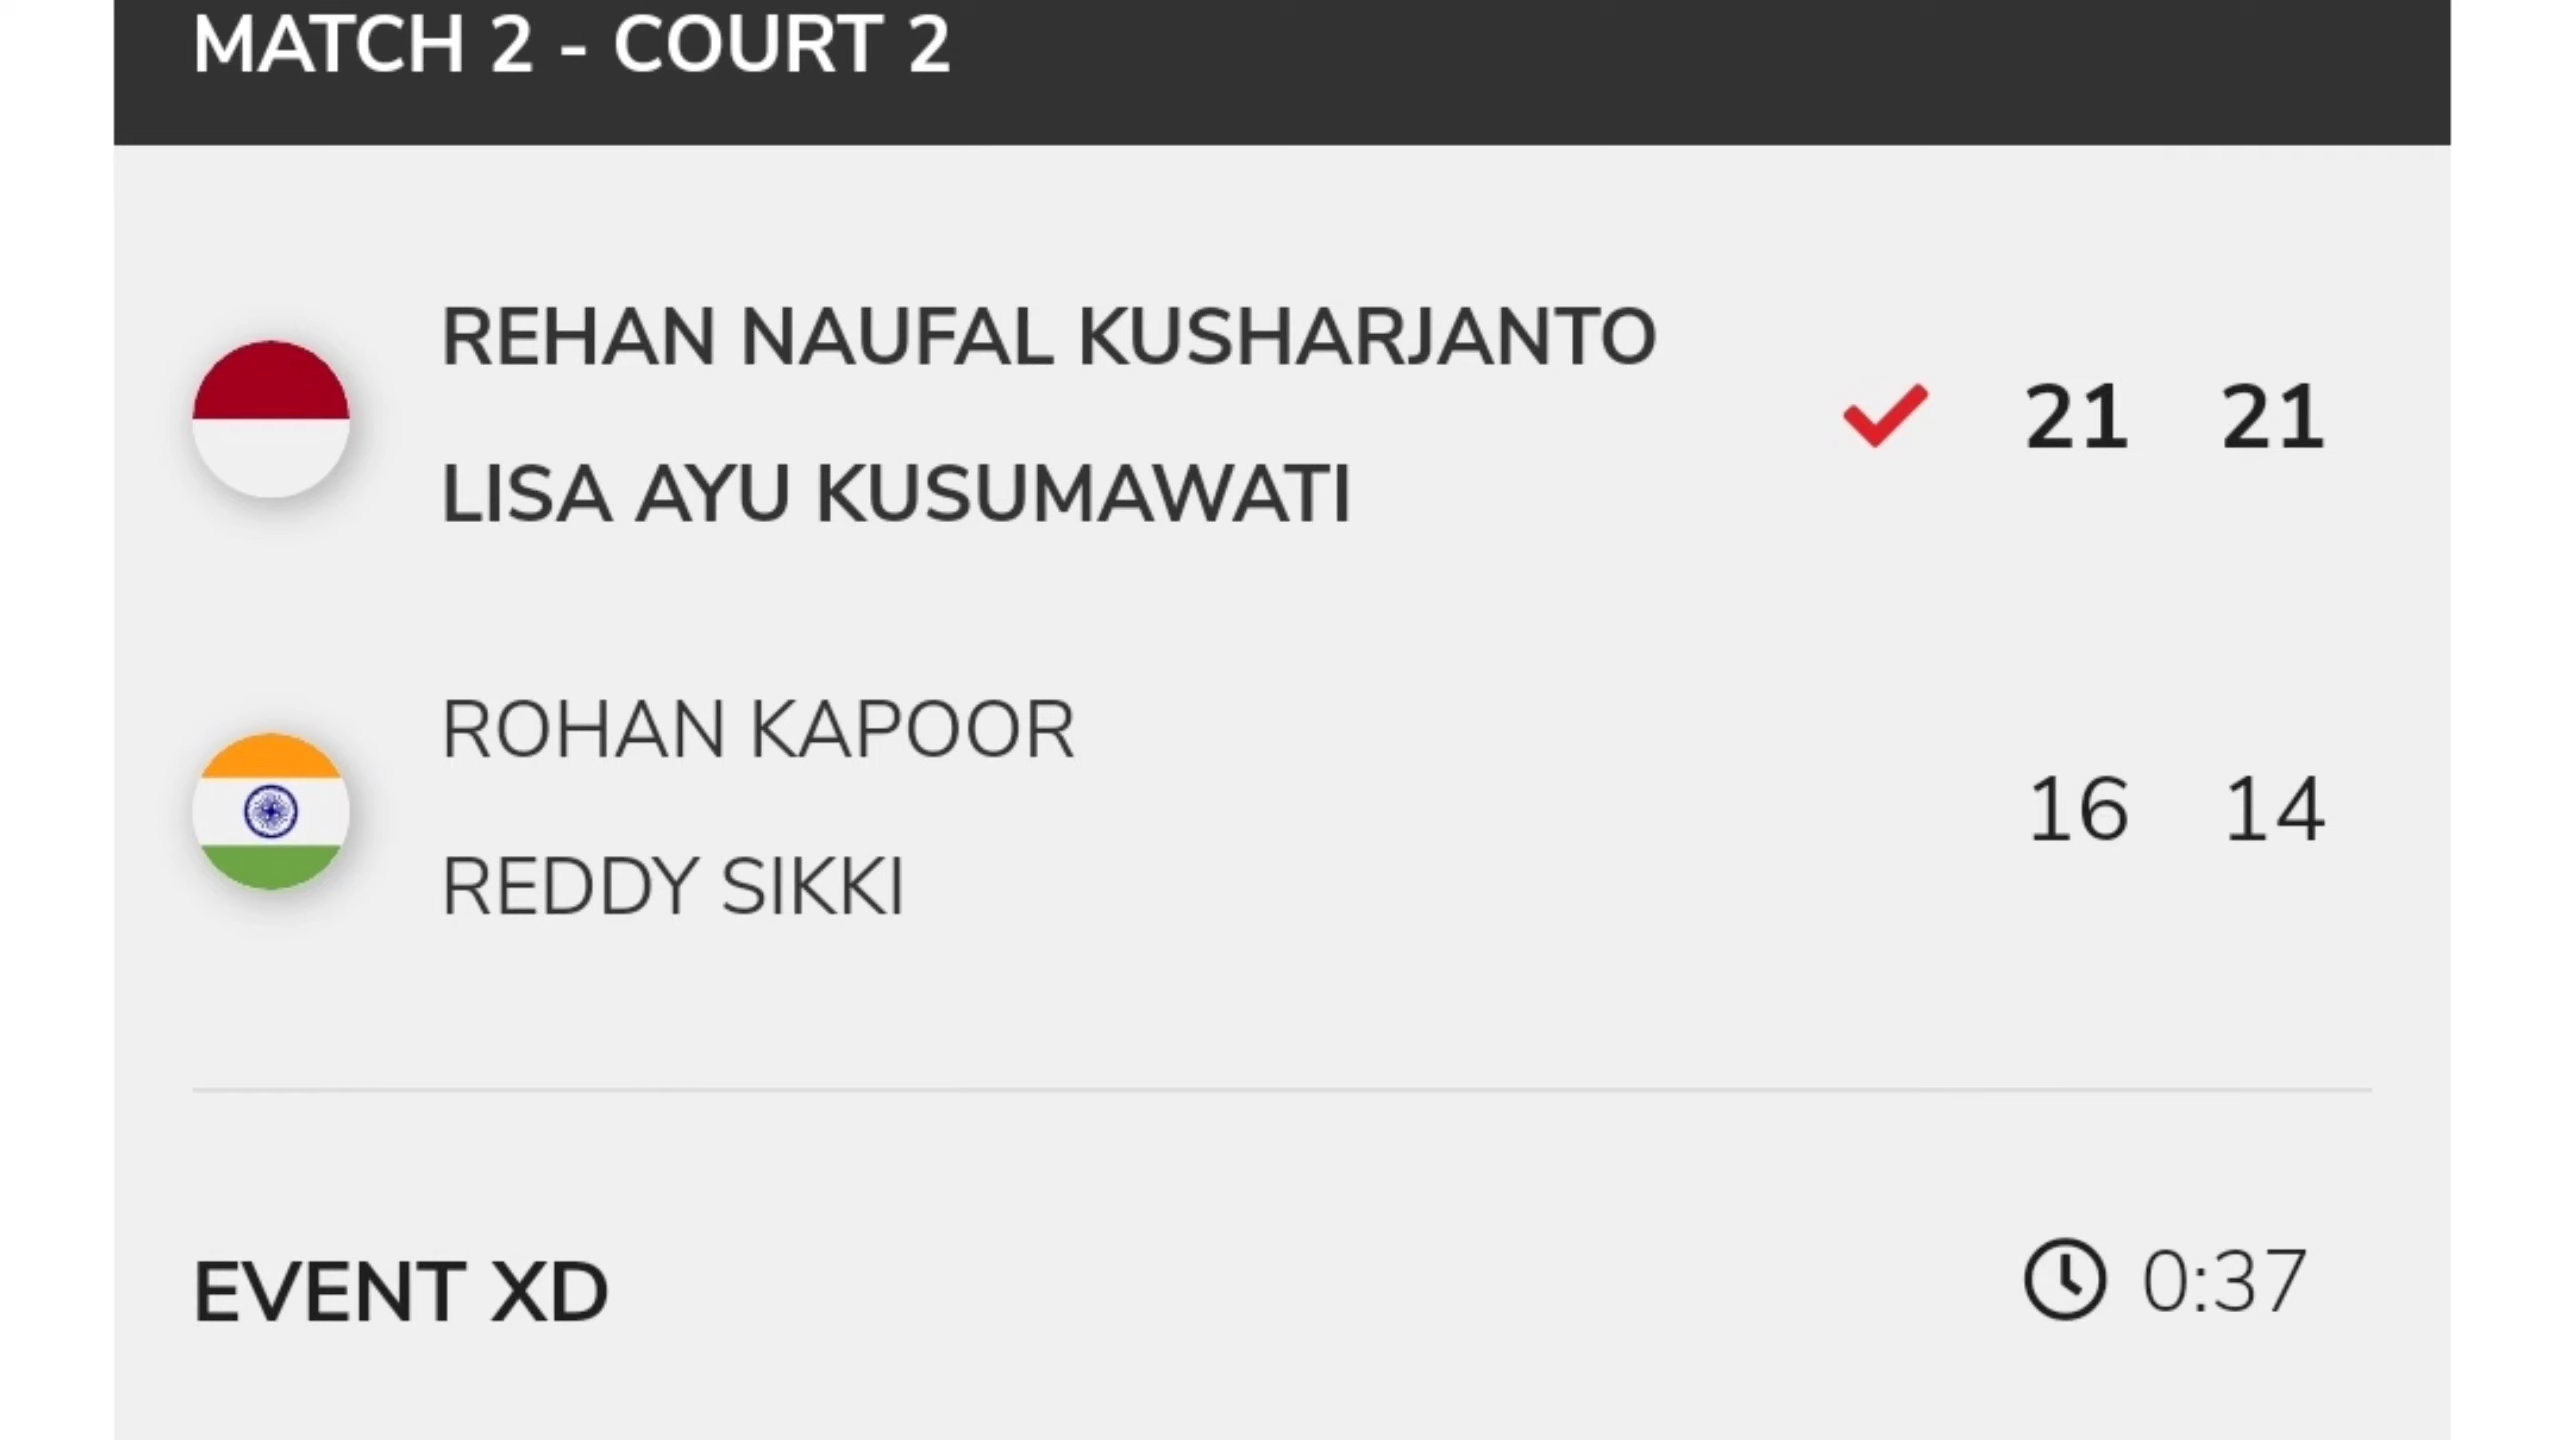 MATCH 2 - COURT 2
REHAN NAUFAL KUSHARJANTO
LISA AYU KUSUMAWATI
21 21
ROHAN KAPOOR
REDDY SIKKI
16 14
EVENT XD
0:37